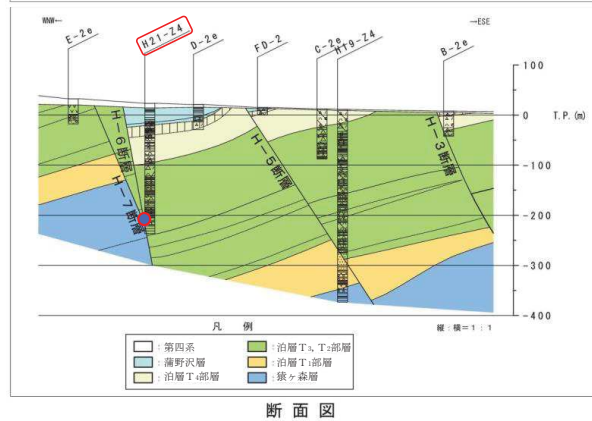 WNW←
→ESE
E-2e
H21-Z4
D-2e
FD-2
C-2e
H19-Z4
B-2e
100
0
T.P.(m)
-100
-200
-300
-400
H-6断層
H-7断層
H-5断層
H-3断層
縦:横=1:1
凡 例
:第四系
:蒲野沢層
:泊層T4部層
:泊層T3, T2部層
:泊層T1部層
:猿ヶ森層
断面図